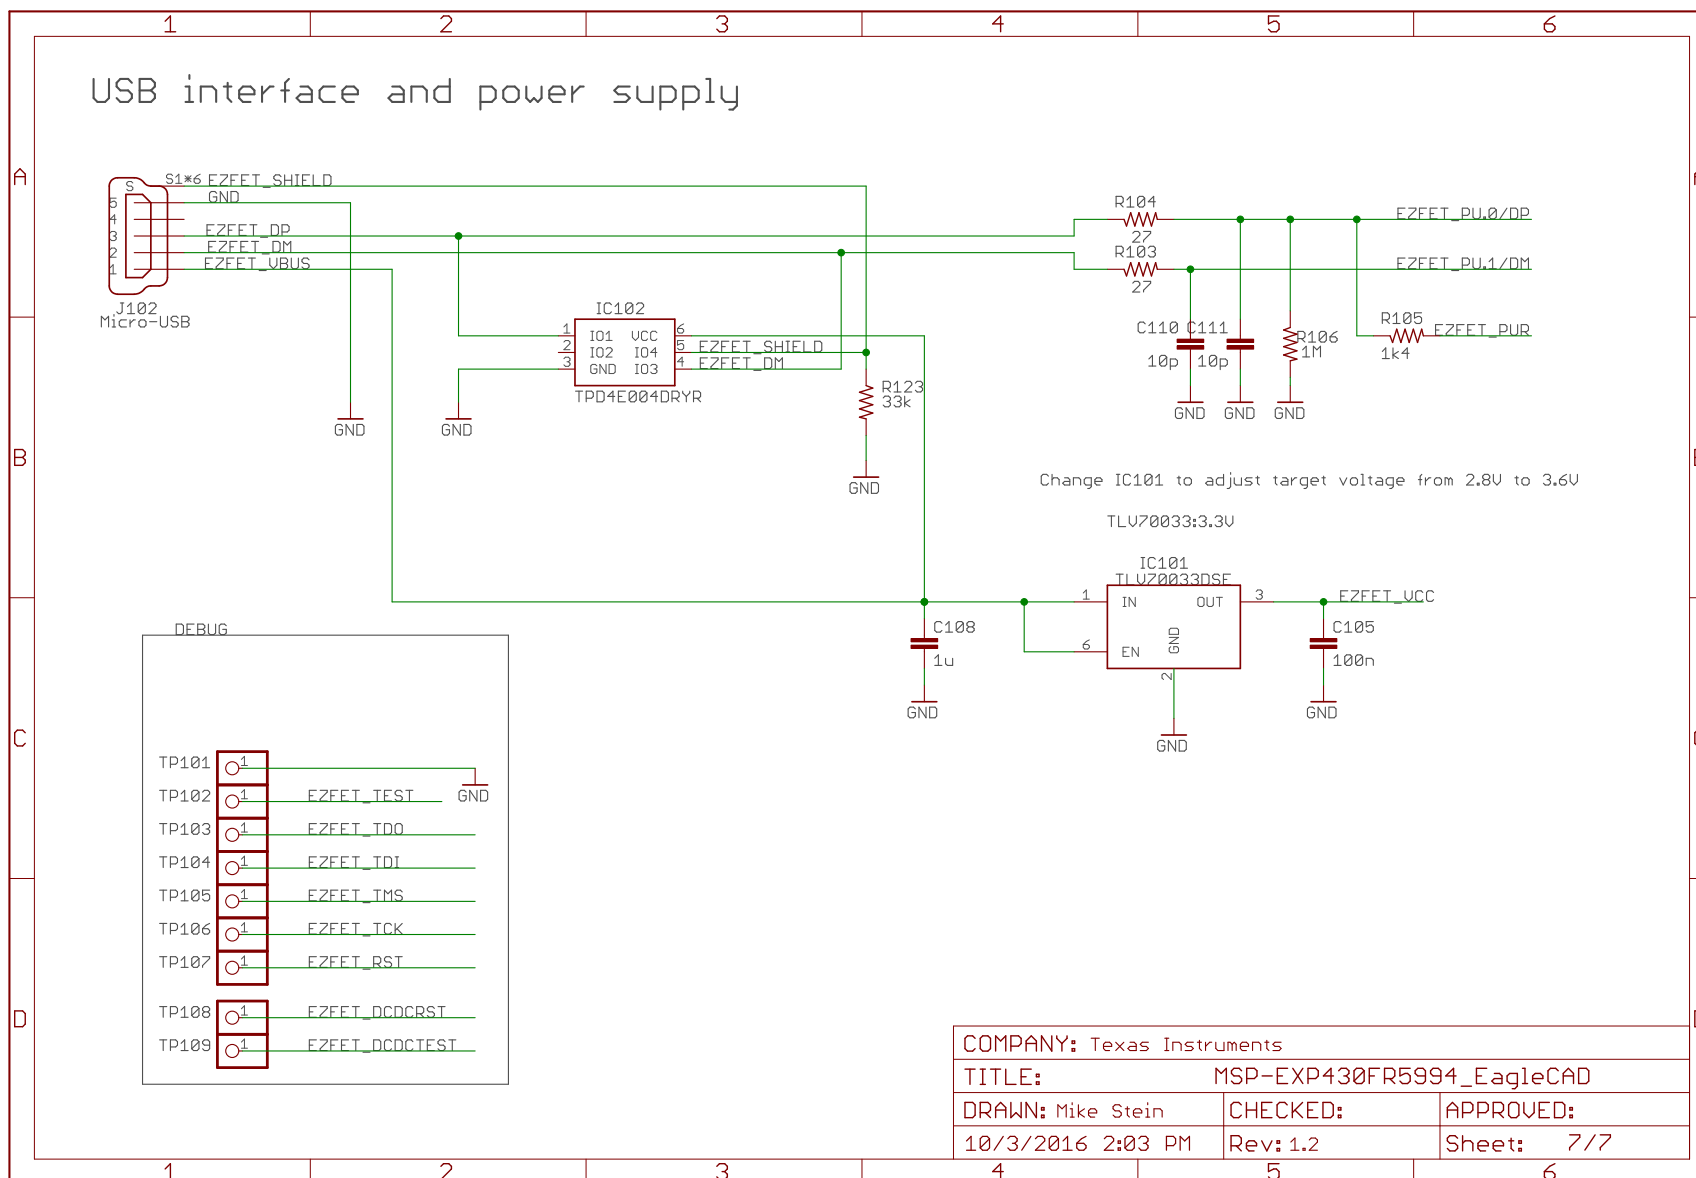 1 2 3 4 5 6
USB interface and power supply
A
S1*6 EZFET_SHIELD
S
GND
5
4
EZFET_DP
3
EZFET_DM
2
EZFET_VBUS
1
J102
Micro-USB
R104
27
EZFET_PU.0/DP
R103
27
EZFET_PU.1/DM
IC102
1 IO1 VCC 6
2 IO2 IO4 5 EZFET_SHIELD
3 GND IO3 4 EZFET_DM
TPD4E004DRYR
C110 C111
10p 10p
R106
1M
R105
1k4
EZFET_PUR
R123
33k
GND
GND
GND
GND
GND
GND
B
Change IC101 to adjust target voltage from 2.8V to 3.6V
TLV70033:3.3V
IC101
TLV70033DSE
1 IN OUT 3
6 EN GND
2
EZFET_VCC
C108
1u
C105
100n
GND
GND
GND
C
DEBUG
TP101 1
GND
TP102 1 EZFET_TEST
TP103 1 EZFET_TDO
TP104 1 EZFET_TDI
TP105 1 EZFET_TMS
TP106 1 EZFET_TCK
TP107 1 EZFET_RST
TP108 1 EZFET_DCDCRST
TP109 1 EZFET_DCDCTEST
D
COMPANY: Texas Instruments
TITLE: MSP-EXP430FR5994_EagleCAD
DRAWN: Mike Stein CHECKED: APPROVED:
10/3/2016 2:03 PM Rev: 1.2 Sheet: 7/7
1 2 3 4 5 6